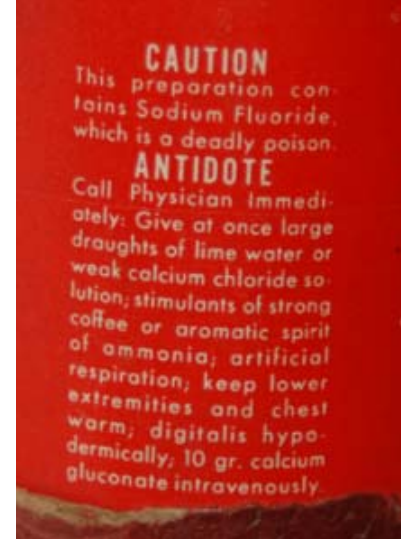 CAUTION
This preparation con-
tains Sodium Fluoride,
which is a deadly poison.
ANTIDOTE
Call Physician Immedi-
ately: Give at once large
draughts of lime water or
weak calcium chloride so-
lution; stimulants of strong
coffee or aromatic spirit
of ammonia; artificial
respiration; keep lower
extremities and chest
warm; digitalis hypo-
dermically; 10 gr. calcium
gluconate intravenously.